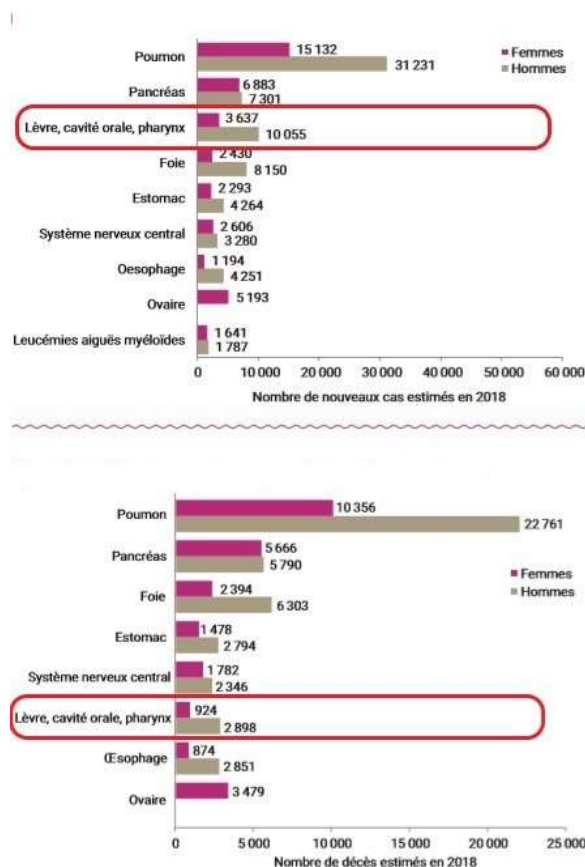 Femmes
Hommes
Poumon
15 132
31 231
Pancréas
6 883
7 301
Lèvre, cavité orale, pharynx
3 637
10 055
Foie
2 430
8 150
Estomac
2 293
4 264
Système nerveux central
2 606
3 280
Oesophage
1 194
4 251
Ovaire
5 193
Leucémies aiguës myéloïdes
1 641
1 787
0
10 000
20 000
30 000
40 000
50 000
60 000
Nombre de nouveaux cas estimés en 2018
Poumon
10 356
22 761
Pancréas
5 666
5 790
Femmes
Hommes
Foie
2 394
6 303
Estomac
1 478
2 794
Système nerveux central
1 782
2 346
Lèvre, cavité orale, pharynx
924
2 898
Œsophage
874
2 851
Ovaire
3 479
0
5 000
10 000
15 000
20 000
25 000
Nombre de décès estimés en 2018